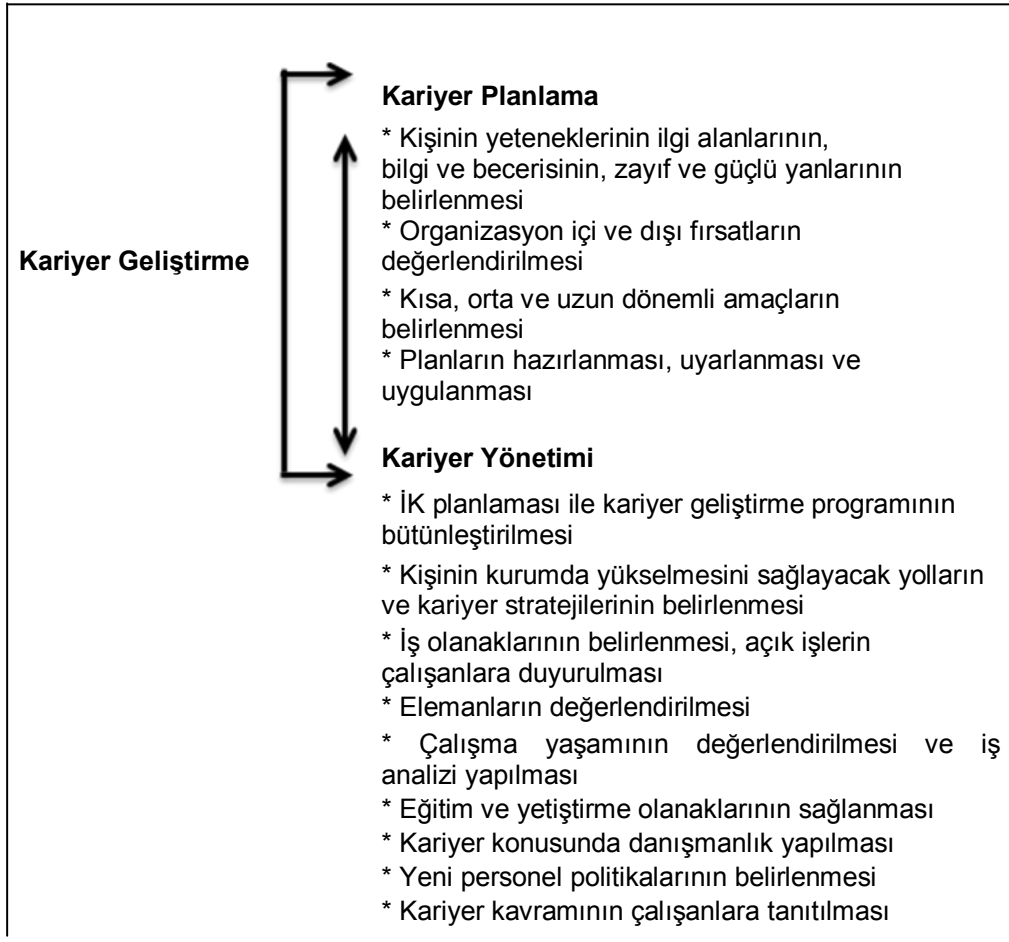 Kariyer Planlama
* Kişinin yeteneklerinin ilgi alanlarının,
bilgi ve becerisinin, zayıf ve güçlü yanlarının
belirlenmesi
* Organizasyon içi ve dışı fırsatların
değerlendirilmesi
Kariyer Geliştirme
* Kısa, orta ve uzun dönemli amaçların
belirlenmesi
* Planların hazırlanması, uyarlanması ve
uygulanması
Kariyer Yönetimi
* İK planlaması ile kariyer geliştirme programının
bütünleştirilmesi
* Kişinin kurumda yükselmesini sağlayacak yolların
ve kariyer stratejilerinin belirlenmesi
* İş olanaklarının belirlenmesi, açık işlerin
çalışanlara duyurulması
* Elemanların değerlendirilmesi
* Çalışma yaşamının değerlendirilmesi ve iş
analizi yapılması
* Eğitim ve yetiştirme olanaklarının sağlanması
* Kariyer konusunda danışmanlık yapılması
* Yeni personel politikalarının belirlenmesi
* Kariyer kavramının çalışanlara tanıtılması